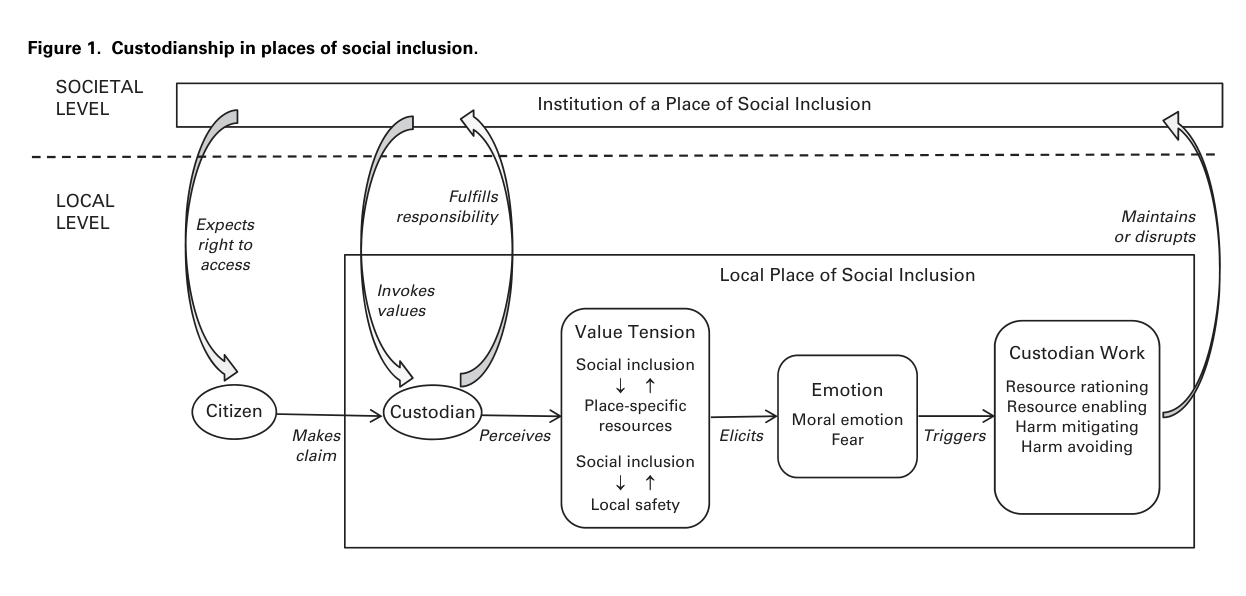 Figure 1. Custodianship in places of social inclusion.
SOCIETAL
LEVEL
Institution of a Place of Social Inclusion
LOCAL
LEVEL
Expects
right to
access
Invokes
values
Fulfills
responsibility
Maintains
or disrupts
Local Place of Social Inclusion
Citizen
Makes
claim
Custodian
Perceives
Value Tension
Social inclusion
↓ ↑
Place-specific
resources
Social inclusion
↓ ↑
Local safety
Elicits
Emotion
Moral emotion
Fear
Triggers
Custodian Work
Resource rationing
Resource enabling
Harm mitigating
Harm avoiding